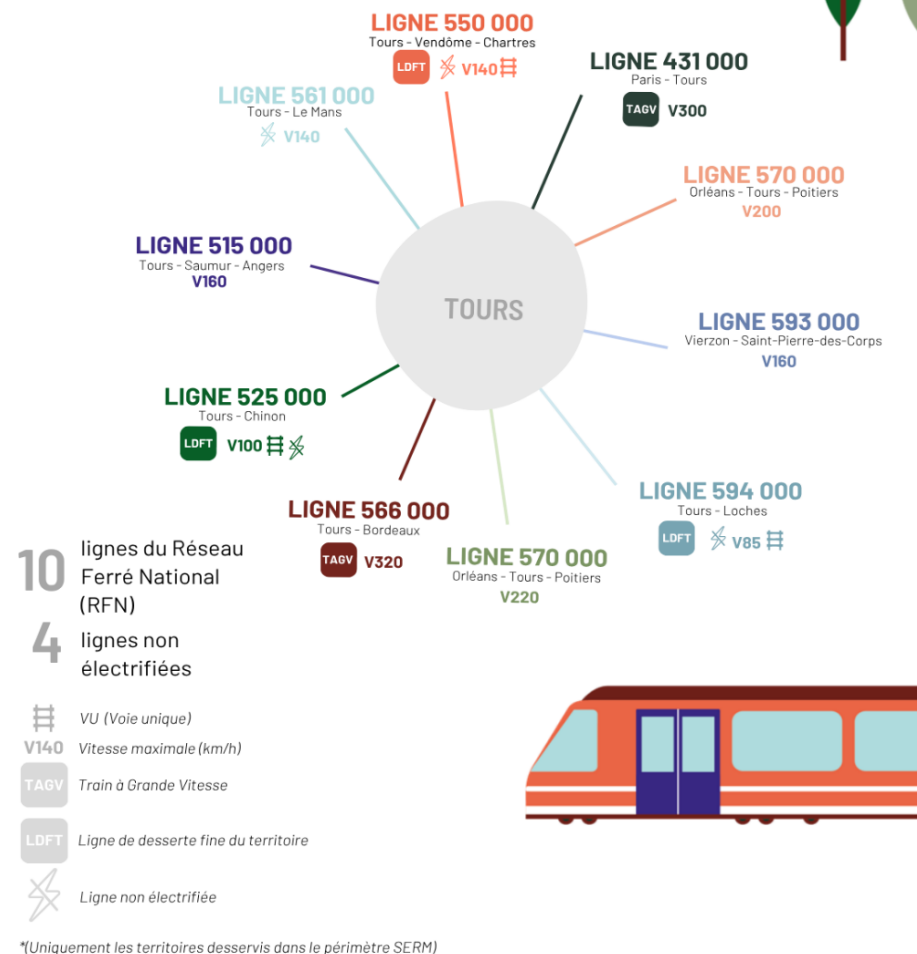 LIGNE 550 000
Tours - Vendôme - Chartres
LDFT V140
LIGNE 431 000
Paris - Tours
TAGV V300
LIGNE 561 000
Tours - Le Mans
V140
LIGNE 570 000
Orléans - Tours - Poitiers
V200
LIGNE 515 000
Tours - Saumur - Angers
V160
TOURS
LIGNE 593 000
Vierzon - Saint-Pierre-des-Corps
V160
LIGNE 525 000
Tours - Chinon
LDFT V100
LIGNE 594 000
Tours - Loches
LDFT V85
LIGNE 566 000
Tours - Bordeaux
TAGV V320
LIGNE 570 000
Orléans - Tours - Poitiers
V220
10 lignes du Réseau
Ferré National
(RFN)
4 lignes non
électrifiées
VU (Voie unique)
V140 Vitesse maximale (km/h)
TAGV Train à Grande Vitesse
LDFT Ligne de desserte fine du territoire
Ligne non électrifiée
*(Uniquement les territoires desservis dans le périmètre SERM)